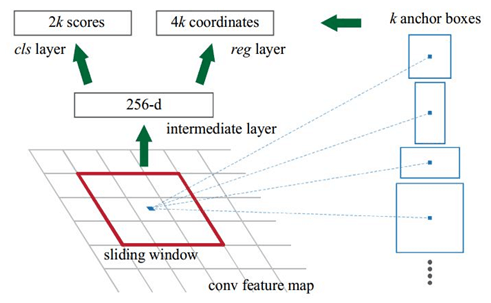 2k scores
4k coordinates
k anchor boxes
cls layer
reg layer
256-d
intermediate layer
sliding window
conv feature map